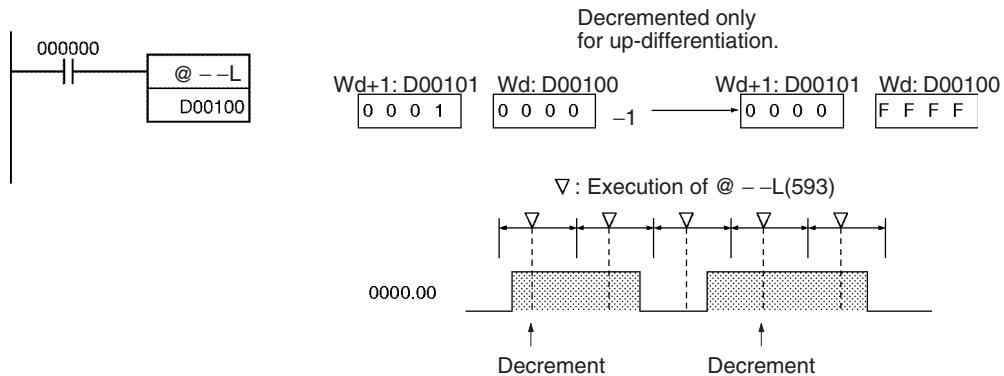 Decremented only
for up-differentiation.
000000
@ – –L
D00100
Wd+1: D00101 Wd: D00100 Wd+1: D00101 Wd: D00100
0 0 0 1 0 0 0 0 –1 0 0 0 0 F F F F
▽ : Execution of @ – –L(593)
0000.00
Decrement Decrement